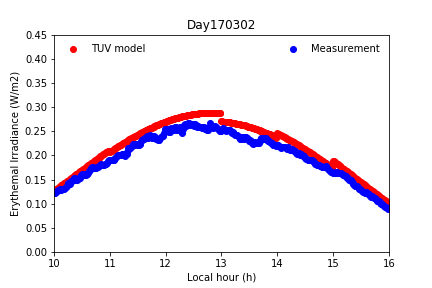 Day170302
0.45
0.40
0.35
0.30
0.25
0.20
0.15
0.10
0.05
0.00
Erythemal Irradiance (W/m2)
TUV model
Measurement
10 11 12 13 14 15 16
Local hour (h)